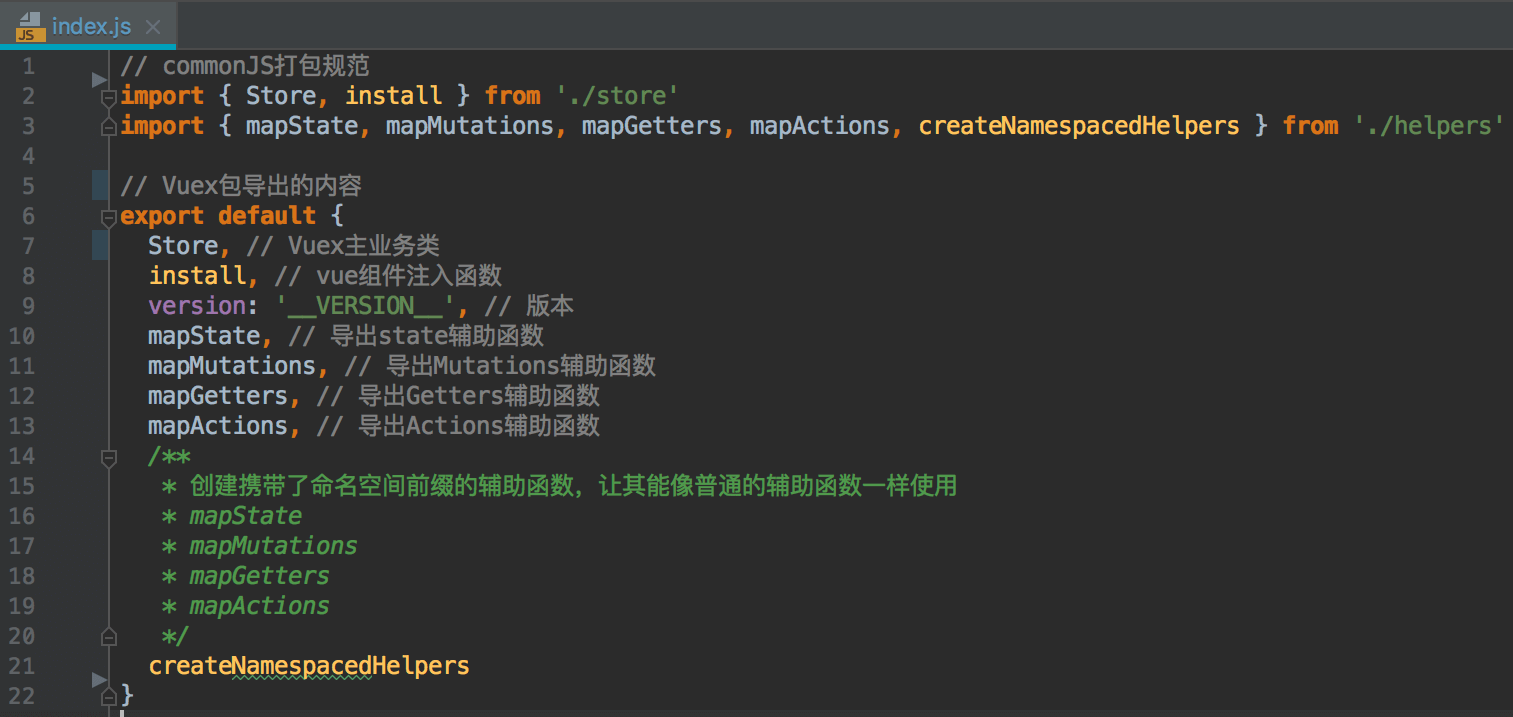 JS index.js
1 // commonJS打包规范
2 import { Store, install } from './store'
3 import { mapState, mapMutations, mapGetters, mapActions, createNamespacedHelpers } from './helpers'
4
5 // Vuex包导出的内容
6 export default {
7   Store, // Vuex主业务类
8   install, // vue组件注入函数
9   version: '__VERSION__', // 版本
10   mapState, // 导出state辅助函数
11   mapMutations, // 导出Mutations辅助函数
12   mapGetters, // 导出Getters辅助函数
13   mapActions, // 导出Actions辅助函数
14   /**
15    * 创建携带了命名空间前缀的辅助函数，让其能像普通的辅助函数一样使用
16    * mapState
17    * mapMutations
18    * mapGetters
19    * mapActions
20    */
21   createNamespacedHelpers
22 }